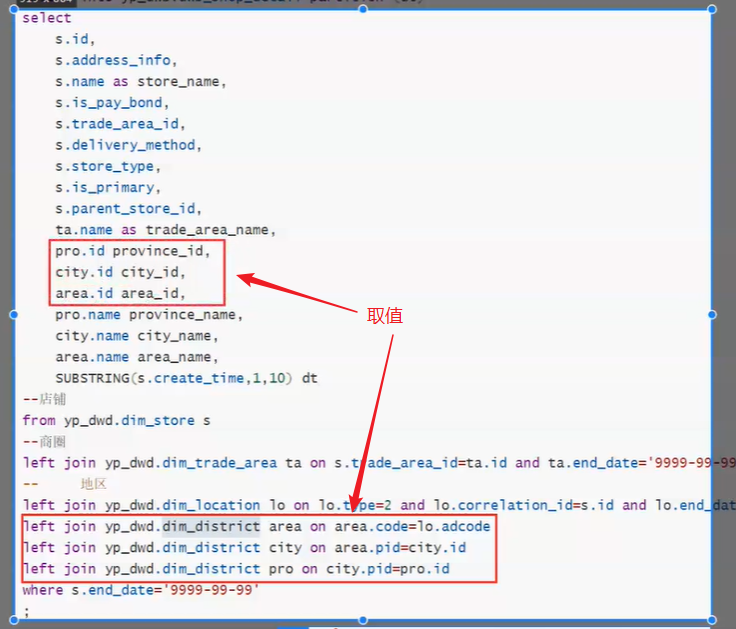 select
s.id,
s.address_info,
s.name as store_name,
s.is_pay_bond,
s.trade_area_id,
s.delivery_method,
s.store_type,
s.is_primary,
s.parent_store_id,
ta.name as trade_area_name,
pro.id province_id,
city.id city_id,
area.id area_id,
pro.name province_name,
取值
city.name city_name,
area.name area_name,
SUBSTRING(s.create_time,1,10) dt
--店铺
from yp_dwd.dim_store s
--商圈
left join yp_dwd.dim_trade_area ta on s.trade_area_id=ta.id and ta.end_date='9999-99-99
-- 地区
left join yp_dwd.dim_location lo on lo.type=2 and lo.correlation_id=s.id and lo.end_dat
left join yp_dwd.dim_district area on area.code=lo.adcode
left join yp_dwd.dim_district city on area.pid=city.id
left join yp_dwd.dim_district pro on city.pid=pro.id
where s.end_date='9999-99-99'
;